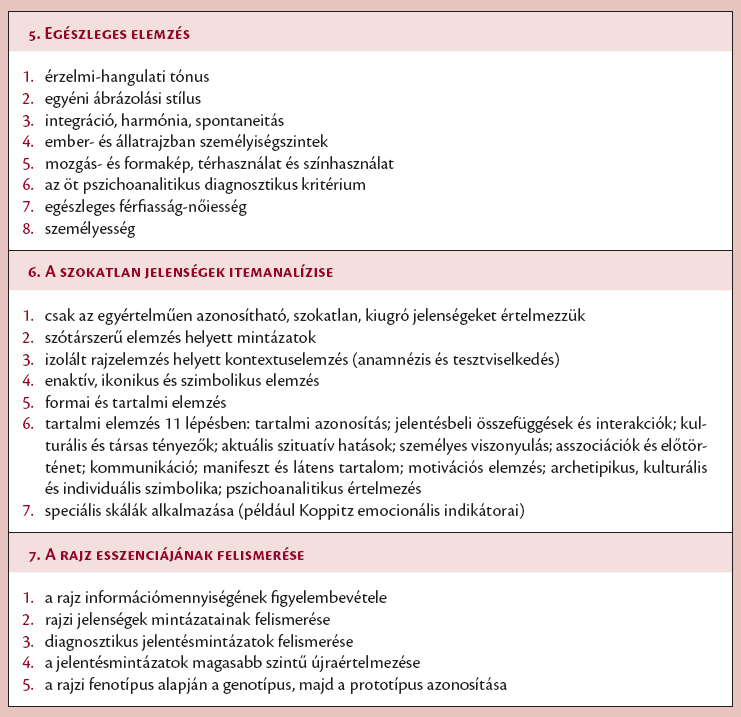 5. Egészleges elemzés
1. érzelmi-hangulati tónus
2. egyéni ábrázolási stílus
3. integráció, harmónia, spontaneitás
4. ember- és állatrajzban személyiségszintek
5. mozgás- és formakép, térhasználat és színhasználat
6. az öt pszichoanalitikus diagnosztikus kritérium
7. egészleges férfiasság-nőiesség
8. személyesség
6. A szokatlan jelenségek itemanalízise
1. csak az egyértelműen azonosítható, szokatlan, kiugró jelenségeket értelmezzük
2. szótárszerű elemzés helyett mintázatok
3. izolált rajzelemzés helyett kontextuselemzés (anamnézis és tesztviselkedés)
4. enaktív, ikonikus és szimbolikus elemzés
5. formai és tartalmi elemzés
6. tartalmi elemzés 11 lépésben: tartalmi azonosítás; jelentésbeli összefüggések és interakciók; kul-
turális és társas tényezők; aktuális szituatív hatások; személyes viszonyulás; asszociációk és előtör-
ténet; kommunikáció; manifeszt és látens tartalom; motivációs elemzés; archetipikus, kulturális
és individuális szimbolika; pszichoanalitikus értelmezés
7. speciális skálák alkalmazása (például Koppitz emocionális indikátorai)
7. A rajz esszenciájának felismerése
1. a rajz információmennyiségének figyelembevétele
2. rajzi jelenségek mintázatainak felismerése
3. diagnosztikus jelentésmintázatok felismerése
4. a jelentésmintázatok magasabb szintű újraértelmezése
5. a rajzi fenotípus alapján a genotípus, majd a prototípus azonosítása